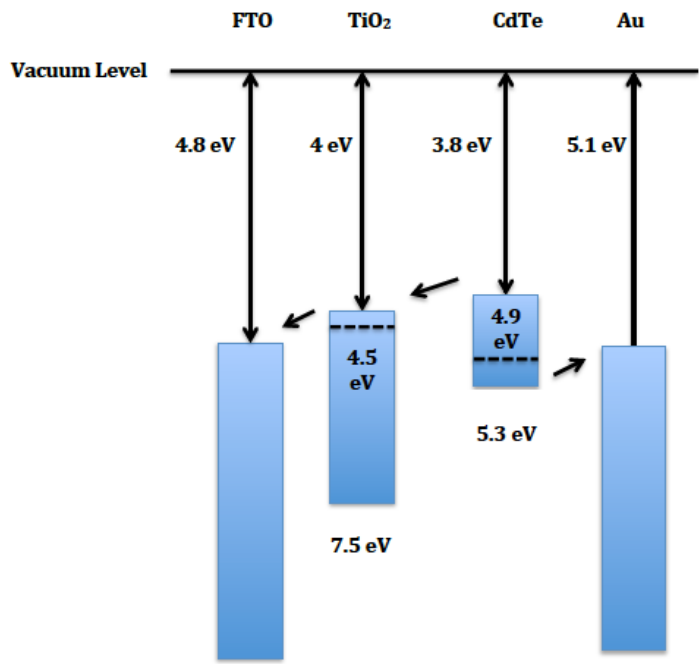 FTO TiO₂ CdTe Au
Vacuum Level
4.8 eV 4 eV 3.8 eV 5.1 eV
4.9
eV
4.5
eV
5.3 eV
7.5 eV